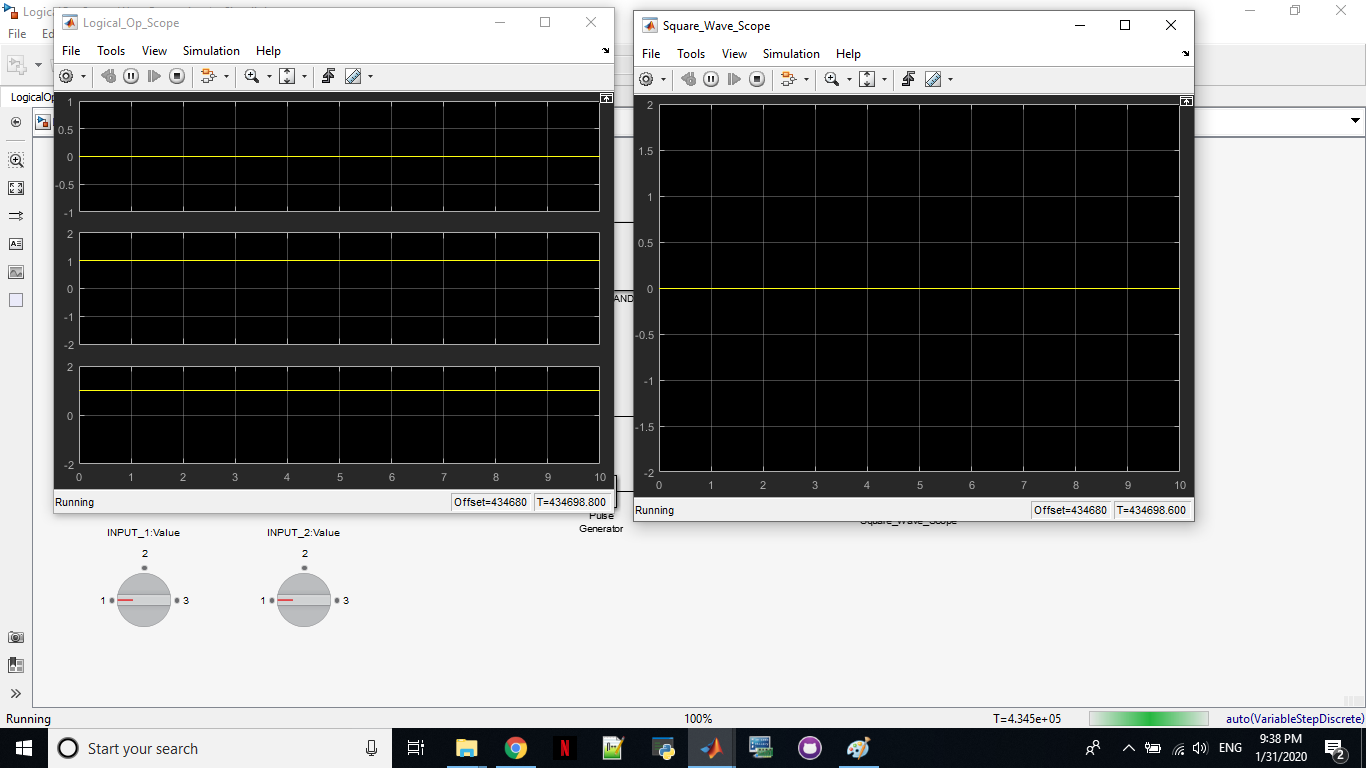 Logical_Op_Scope
File Tools View Simulation Help
1
0.5
0
-0.5
-1
2
1
0
-1
-2
2
0
-2
0 1 2 3 4 5 6 7 8 9 10
Running Offset=434680 T=434698.800
Square_Wave_Scope
File Tools View Simulation Help
2
1.5
1
0.5
0
-0.5
-1
-1.5
-2
0 1 2 3 4 5 6 7 8 9 10
Running Offset=434680 T=434698.600
File
LogicalOp
AND
Pulse
Generator
Square_Wave_Scope
INPUT_1:Value INPUT_2:Value
2 2
1 3 1 3
Running 100% T=4.345e+05 auto(VariableStepDiscrete)
Start your search
ENG
9:38 PM
1/31/2020
2